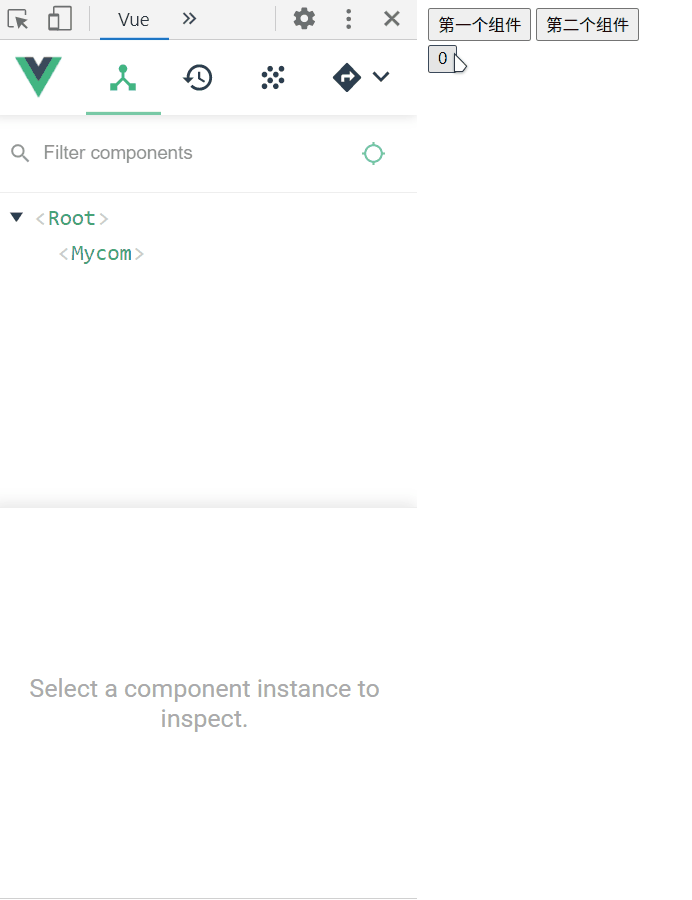 Vue
第一个组件 第二个组件
0
Filter components
<Root>
<Mycom>
Select a component instance to
inspect.